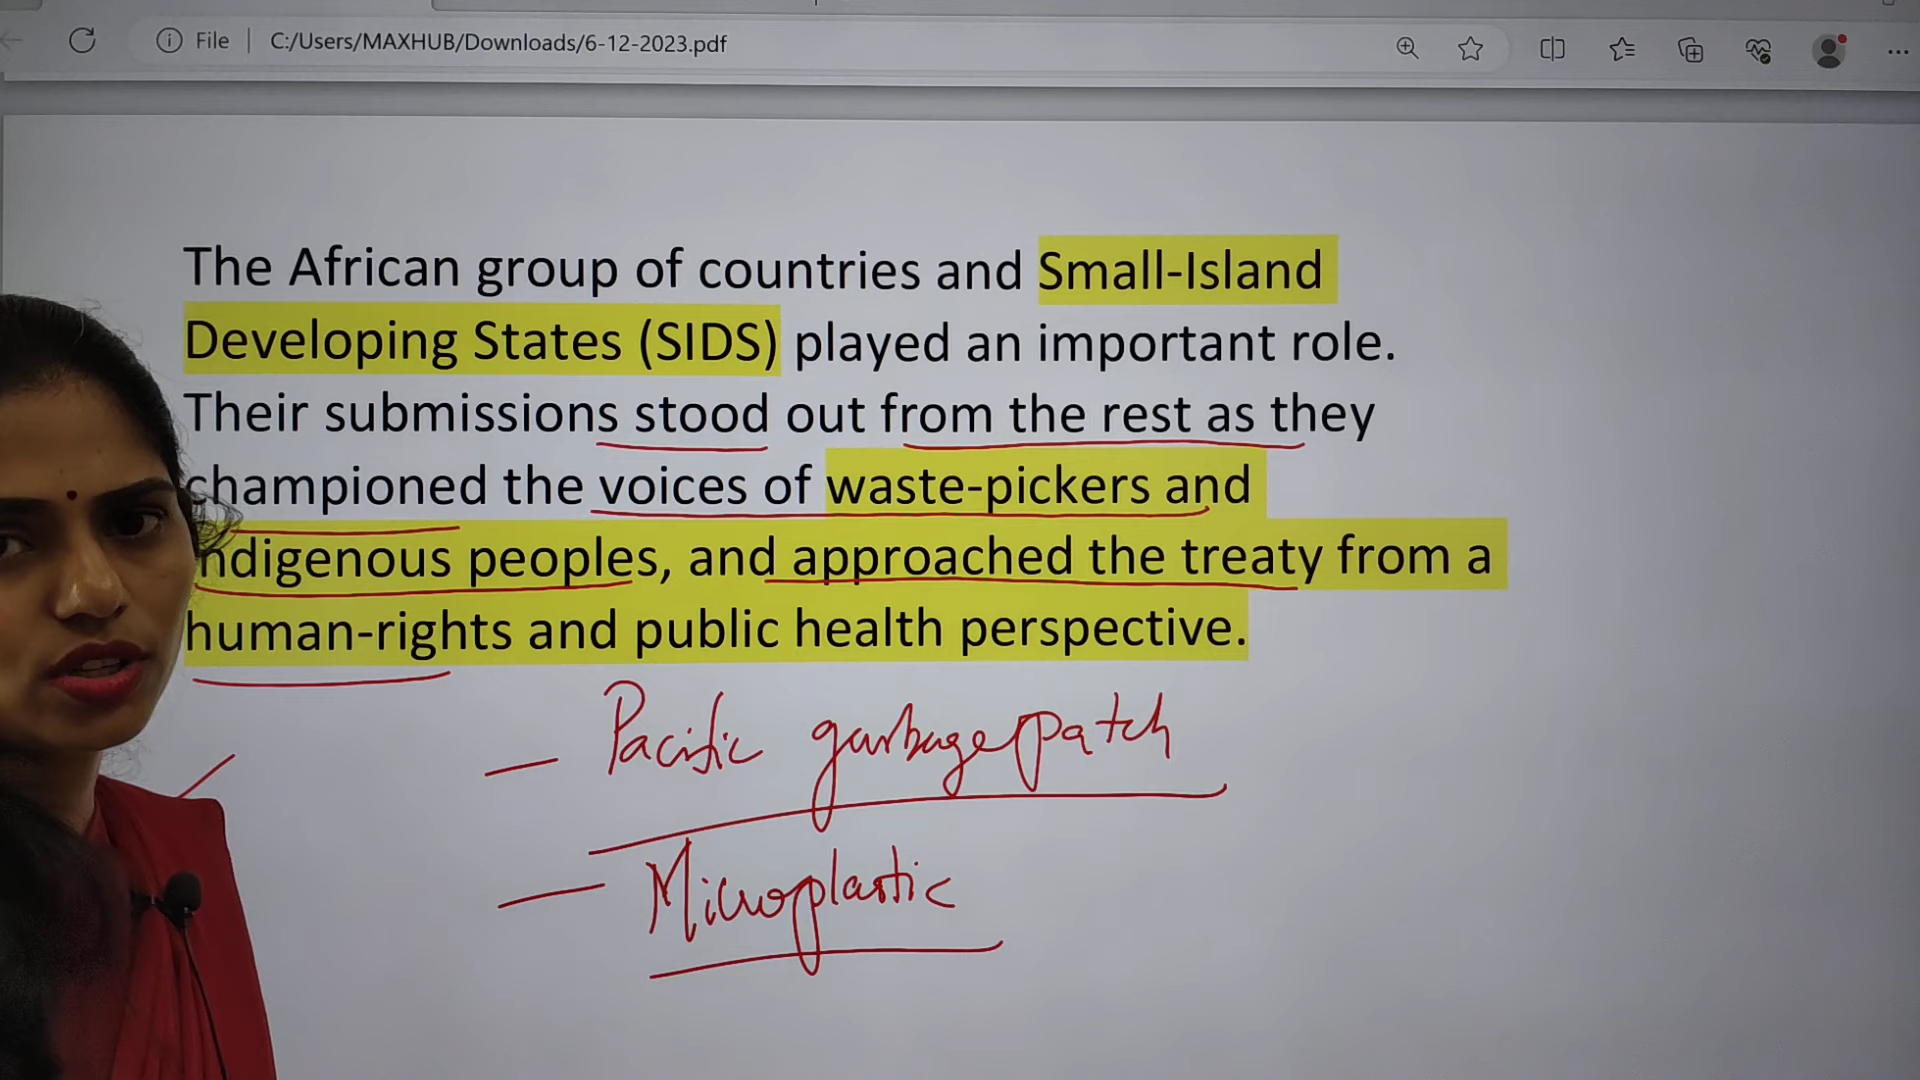 File C:/Users/MAXHUB/Downloads/6-12-2023.pdf
The African group of countries and Small-Island
Developing States (SIDS) played an important role.
Their submissions stood out from the rest as they
championed the voices of waste-pickers and
indigenous peoples, and approached the treaty from a
human-rights and public health perspective.
— Pacific garbage patch
— Microplastic